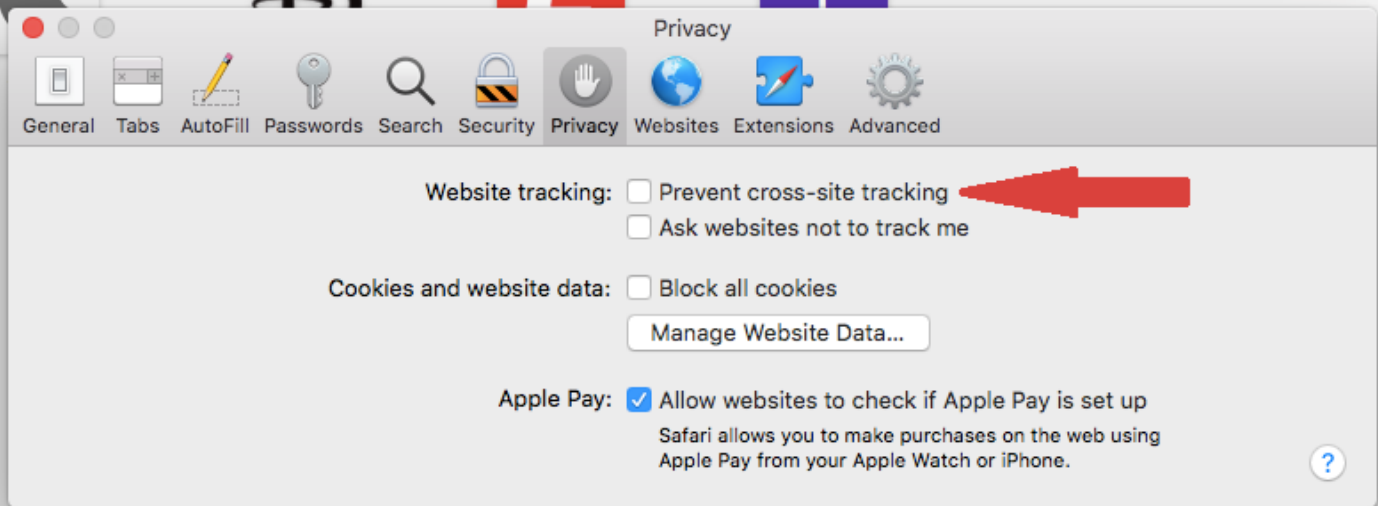 Privacy
General Tabs AutoFill Passwords Search Security Privacy Websites Extensions Advanced
Website tracking: Prevent cross-site tracking
Ask websites not to track me
Cookies and website data: Block all cookies
Manage Website Data...
Apple Pay: Allow websites to check if Apple Pay is set up
Safari allows you to make purchases on the web using
Apple Pay from your Apple Watch or iPhone.
?